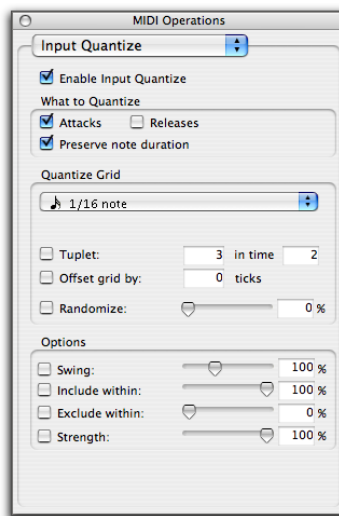 MIDI Operations
Input Quantize
Enable Input Quantize
What to Quantize
Attacks Releases
Preserve note duration
Quantize Grid
1/16 note
Tuplet: 3 in time 2
Offset grid by: 0 ticks
Randomize: 0 %
Options
Swing: 100 %
Include within: 100 %
Exclude within: 0 %
Strength: 100 %